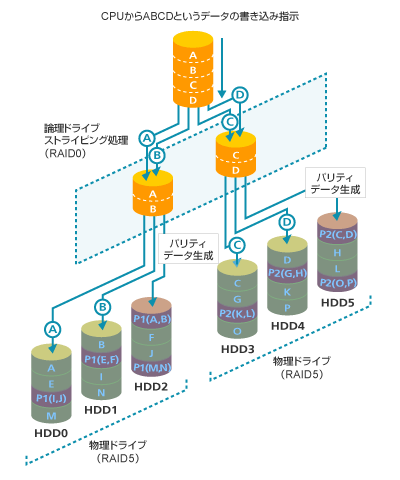 CPUからABCDというデータの書き込み指示
A
B
C
D
D
C
A
B
論理ドライブ
ストライピング処理
(RAID0)
C
D
A
B
パリティ
データ生成
パリティ
データ生成
P2(C,D)
H
L
P2(O,P)
HDD5
D
D
P2(G,H)
K
P
HDD4
C
C
G
P2(K,L)
O
HDD3
P1(A,B)
F
J
P1(M,N)
HDD2
B
B
P1(E,F)
I
N
HDD1
A
A
E
P1(I,J)
M
HDD0
物理ドライブ
(RAID5)
物理ドライブ
(RAID5)